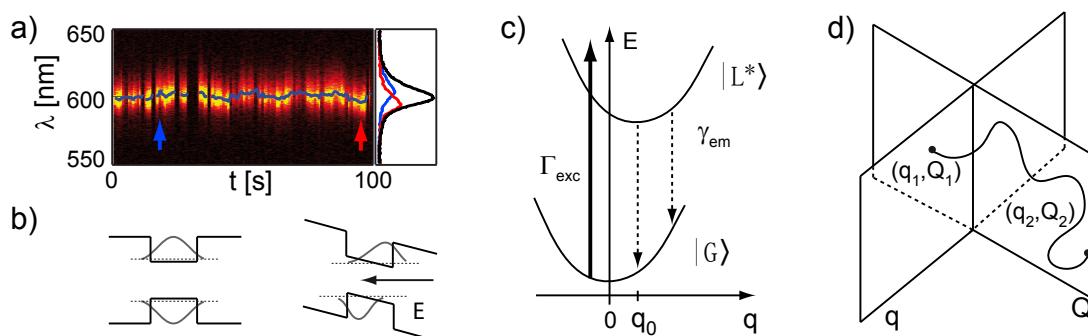 a)
650
600
550
λ [nm]
0
t [s]
100
b)
E
c)
E
|L*⟩
Γexc
γem
|G⟩
0
q0
q
d)
(q1,Q1)
(q2,Q2)
q
Q